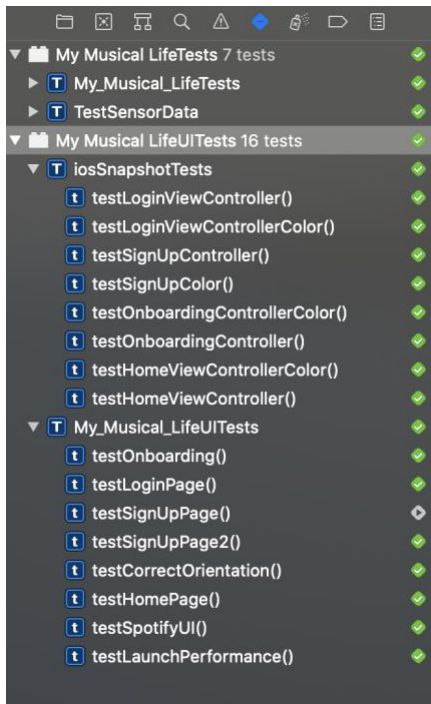 My Musical LifeTests 7 tests
T My_Musical_LifeTests
T TestSensorData
My Musical LifeUITests 16 tests
T iosSnapshotTests
t testLoginViewController()
t testLoginViewControllerColor()
t testSignUpController()
t testSignUpColor()
t testOnboardingControllerColor()
t testOnboardingController()
t testHomeViewControllerColor()
t testHomeViewController()
T My_Musical_LifeUITests
t testOnboarding()
t testLoginPage()
t testSignUpPage()
t testSignUpPage2()
t testCorrectOrientation()
t testHomePage()
t testSpotifyUI()
t testLaunchPerformance()